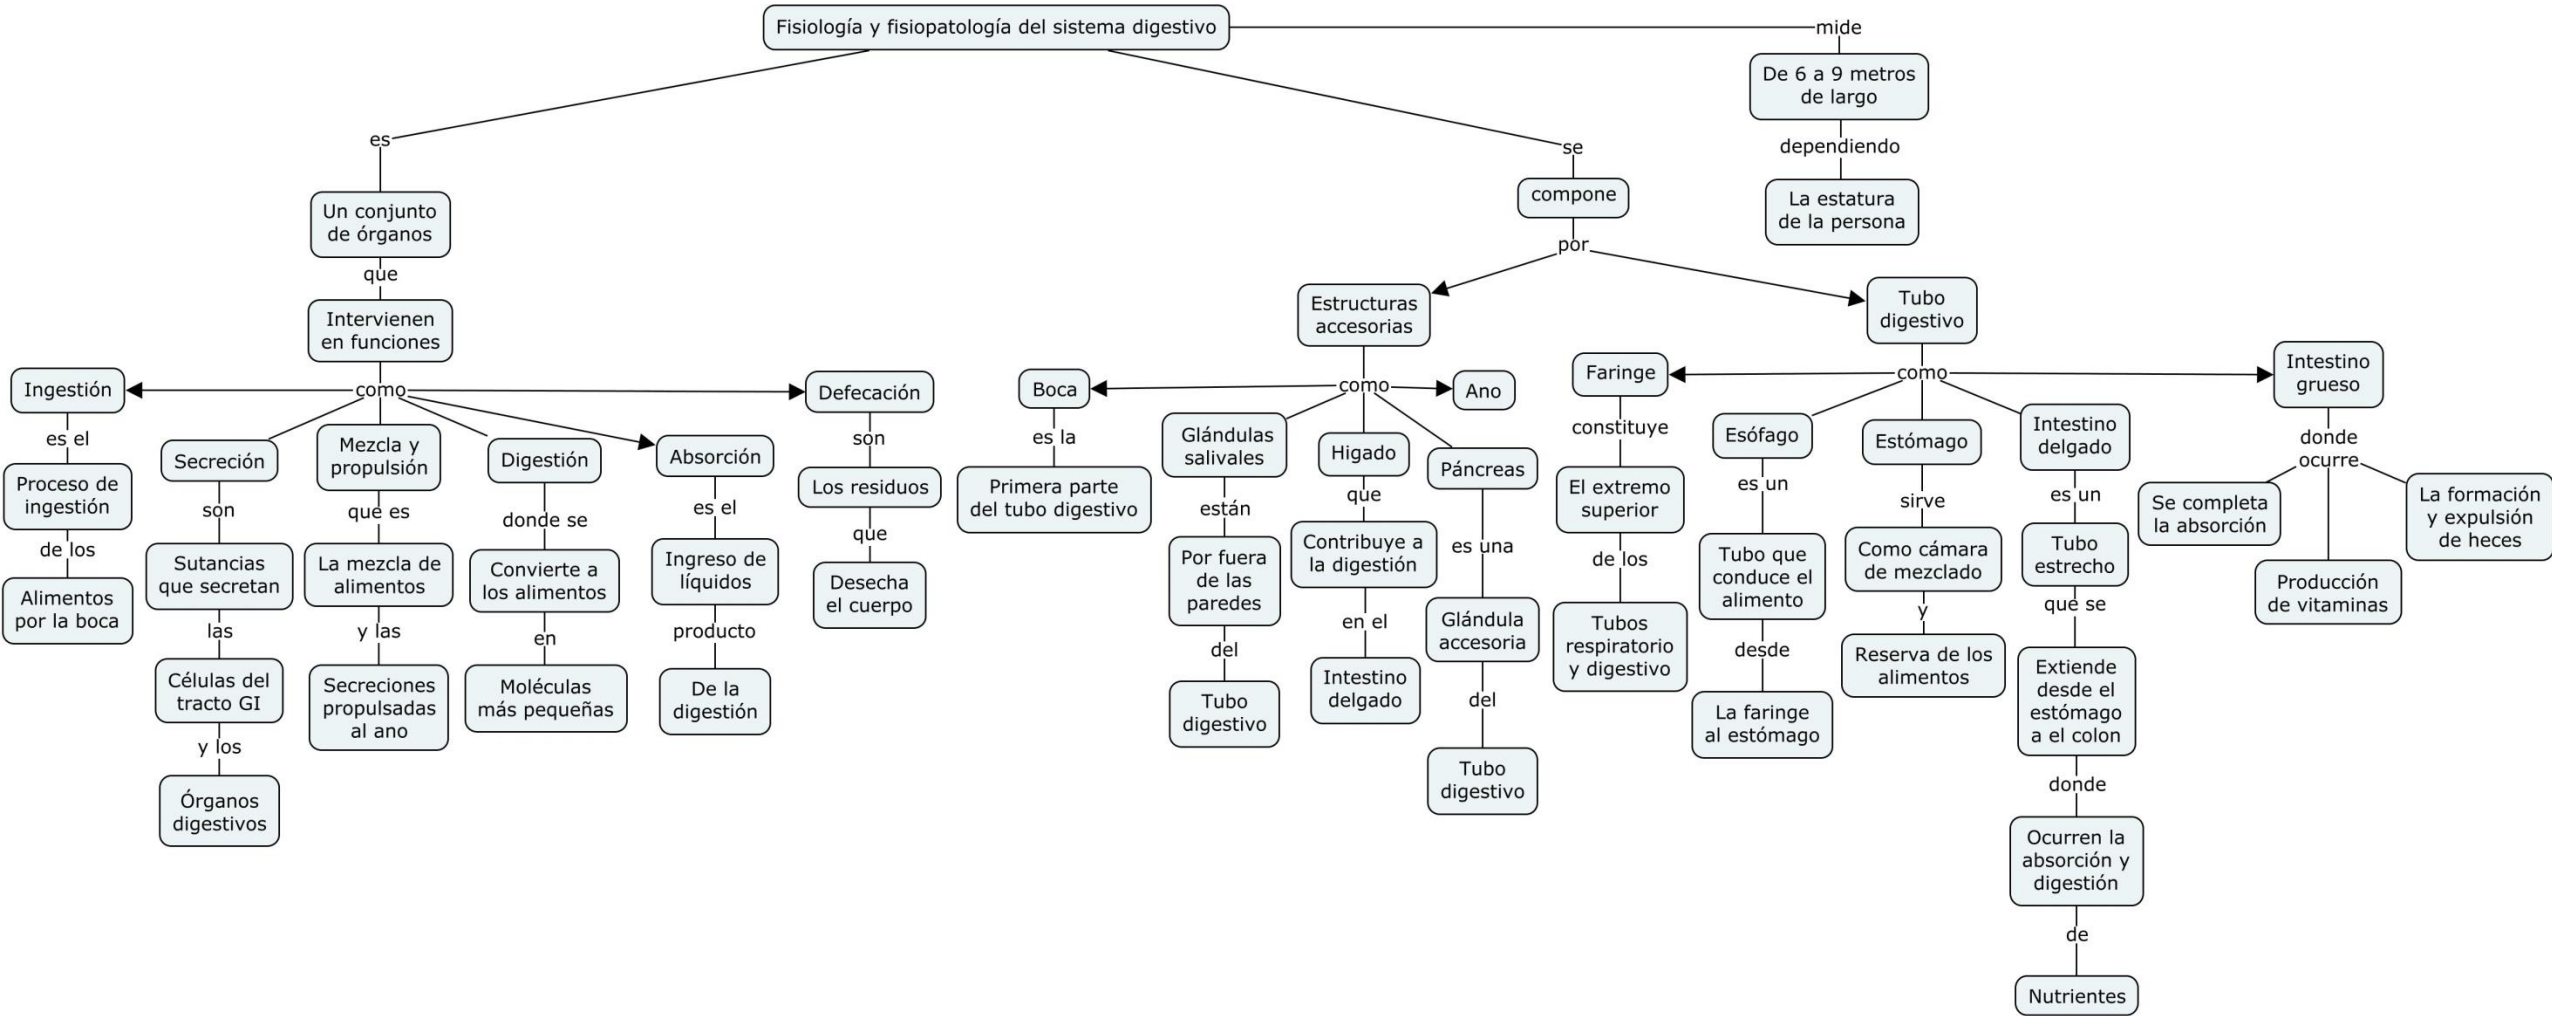 Fisiología y fisiopatología del sistema digestivo
mide
De 6 a 9 metros
de largo
dependiendo
La estatura
de la persona
es
Un conjunto
de órganos
que
Intervienen
en funciones
como
Ingestión
es el
Proceso de
ingestión
de los
Alimentos
por la boca
Secreción
son
Sutancias
que secretan
las
Células del
tracto GI
y los
Órganos
digestivos
Mezcla y
propulsión
que es
La mezcla de
alimentos
y las
Secreciones
propulsadas
al ano
Digestión
donde se
Convierte a
los alimentos
en
Moléculas
más pequeñas
Absorción
es el
Ingreso de
líquidos
producto
De la
digestión
Defecación
son
Los residuos
que
Desecha
el cuerpo
se
compone
por
Estructuras
accesorias
como
Boca
es la
Primera parte
del tubo digestivo
Glándulas
salivales
están
Por fuera
de las
paredes
del
Tubo
digestivo
Higado
que
Contribuye a
la digestión
en el
Intestino
delgado
Páncreas
es una
Glándula
accesoria
del
Tubo
digestivo
Ano
Tubo
digestivo
como
Faringe
constituye
El extremo
superior
de los
Tubos
respiratorio
y digestivo
Esófago
es un
Tubo que
conduce el
alimento
desde
La faringe
al estómago
Estómago
sirve
Como cámara
de mezclado
y
Reserva de los
alimentos
Intestino
delgado
es un
Tubo
estrecho
que se
Extiende
desde el
estómago
a el colon
donde
Ocurren la
absorción y
digestión
de
Nutrientes
Intestino
grueso
donde
ocurre
Se completa
la absorción
Producción
de vitaminas
La formación
y expulsión
de heces